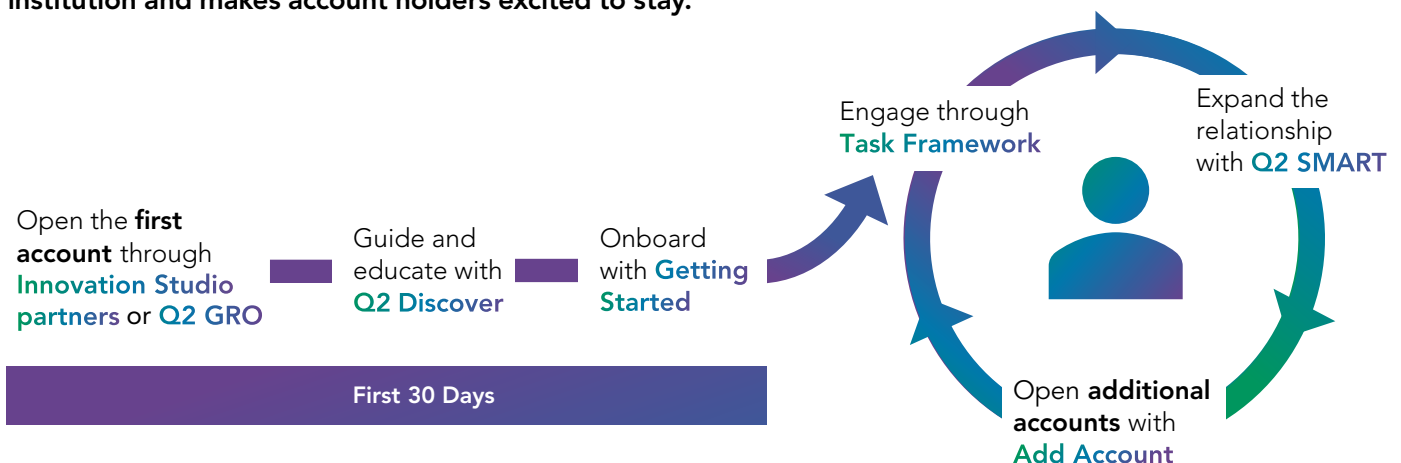 institution and makes account holders excited to stay.
Open the first
account through
Innovation Studio
partners or Q2 GRO
Guide and
educate with
Q2 Discover
Onboard
with Getting
Started
First 30 Days
Engage through
Task Framework
Expand the
relationship
with Q2 SMART
Open additional
accounts with
Add Account